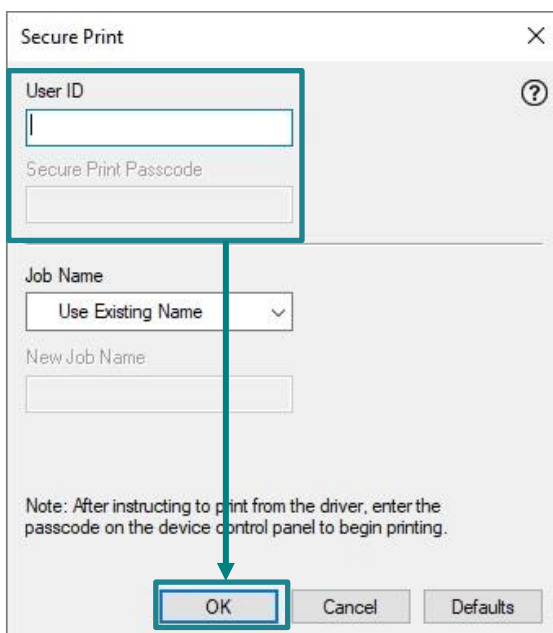 Secure Print
User ID
Secure Print Passcode
Job Name
Use Existing Name
New Job Name
Note: After instructing to print from the driver, enter the
passcode on the device control panel to begin printing.
OK Cancel Defaults